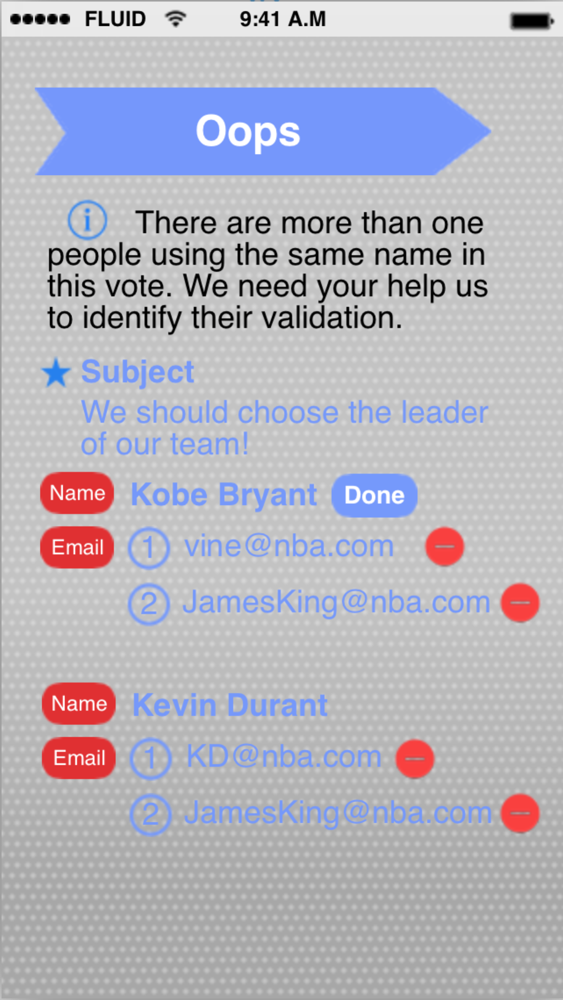 FLUID 9:41 A.M
Oops
There are more than one
people using the same name in
this vote. We need your help us
to identify their validation.
Subject
We should choose the leader
of our team!
Name Kobe Bryant Done
Email 1 vine@nba.com
2 JamesKing@nba.com
Name Kevin Durant
Email 1 KD@nba.com
2 JamesKing@nba.com